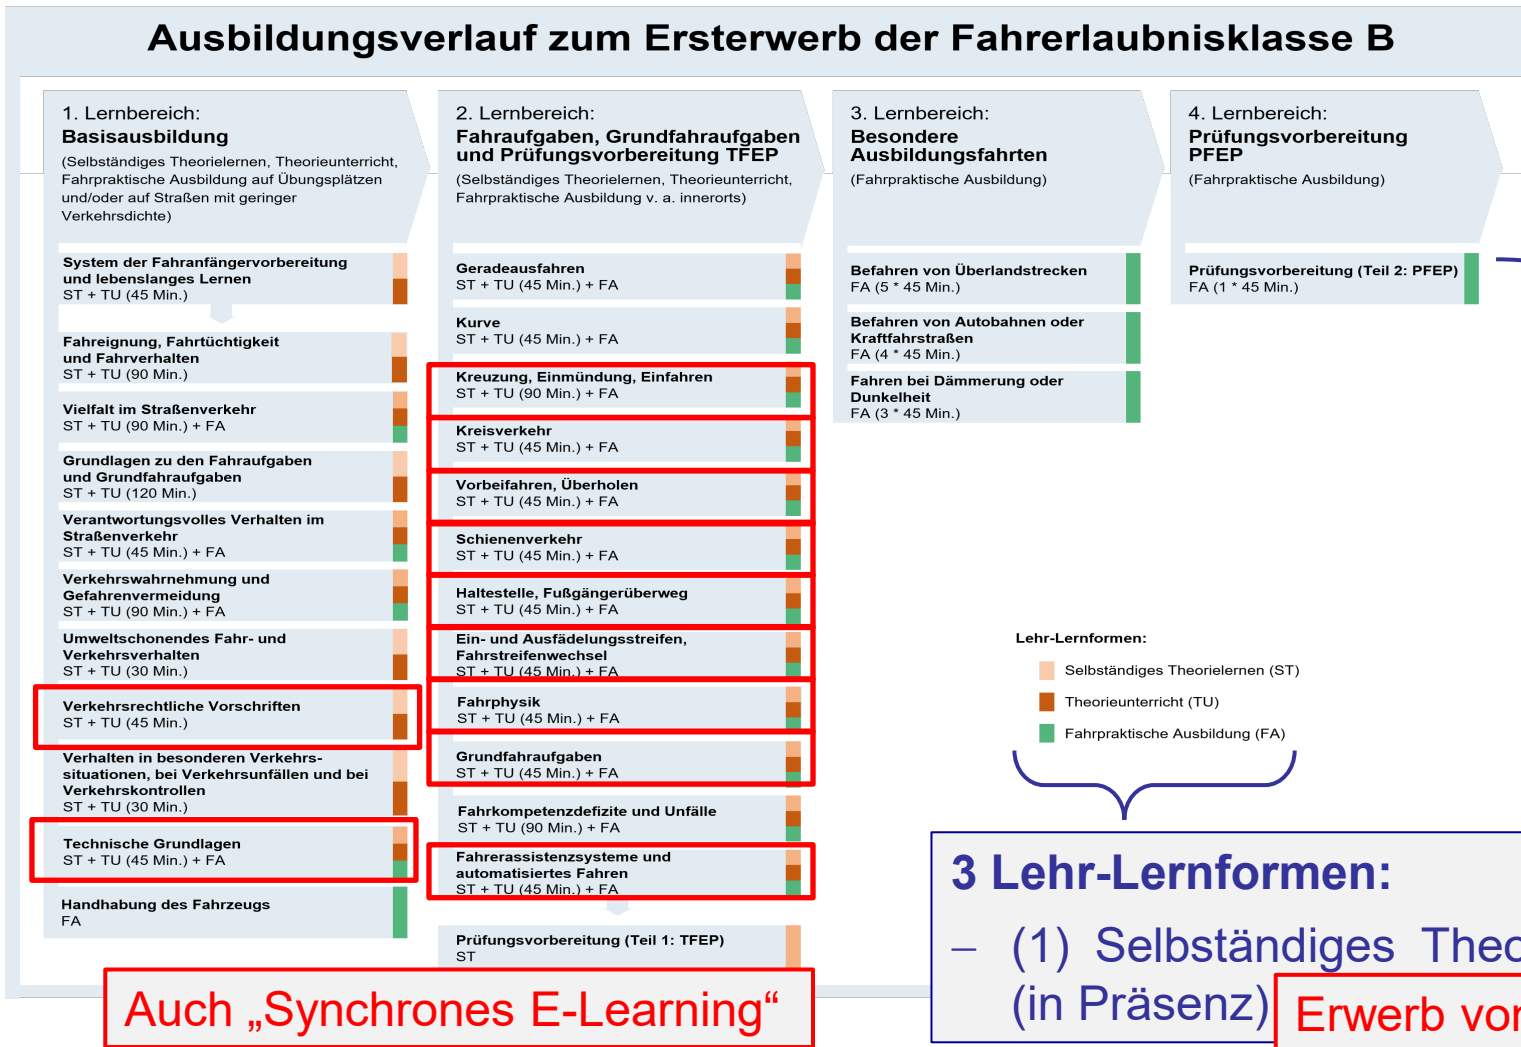 Ausbildungsverlauf zum Ersterwerb der Fahrerlaubnisklasse B
1. Lernbereich:
Basisausbildung
(Selbständiges Theorielernen, Theorieunterricht,
Fahrpraktische Ausbildung auf Übungsplätzen
und/oder auf Straßen mit geringer
Verkehrsdichte)
System der Fahranfängervorbereitung
und lebenslanges Lernen
ST + TU (45 Min.)
Fahreignung, Fahrtüchtigkeit
und Fahrverhalten
ST + TU (90 Min.)
Vielfalt im Straßenverkehr
ST + TU (90 Min.) + FA
Grundlagen zu den Fahraufgaben
und Grundfahraufgaben
ST + TU (120 Min.)
Verantwortungsvolles Verhalten im
Straßenverkehr
ST + TU (45 Min.) + FA
Verkehrswahrnehmung und
Gefahrenvermeidung
ST + TU (90 Min.) + FA
Umweltschonendes Fahr- und
Verkehrsverhalten
ST + TU (30 Min.)
Verkehrsrechtliche Vorschriften
ST + TU (45 Min.)
Verhalten in besonderen Verkehrs-
situationen, bei Verkehrsunfällen und bei
Verkehrskontrollen
ST + TU (30 Min.)
Technische Grundlagen
ST + TU (45 Min.) + FA
Handhabung des Fahrzeugs
FA
2. Lernbereich:
Fahraufgaben, Grundfahraufgaben
und Prüfungsvorbereitung TFEP
(Selbständiges Theorielernen, Theorieunterricht,
Fahrpraktische Ausbildung v. a. innerorts)
Geradeausfahren
ST + TU (45 Min.) + FA
Kurve
ST + TU (45 Min.) + FA
Kreuzung, Einmündung, Einfahren
ST + TU (90 Min.) + FA
Kreisverkehr
ST + TU (45 Min.) + FA
Vorbeifahren, Überholen
ST + TU (45 Min.) + FA
Schienenverkehr
ST + TU (45 Min.) + FA
Haltestelle, Fußgängerüberweg
ST + TU (45 Min.) + FA
Ein- und Ausfädelungsstreifen,
Fahrstreifenwechsel
ST + TU (45 Min.) + FA
Fahrphysik
ST + TU (45 Min.) + FA
Grundfahraufgaben
ST + TU (45 Min.) + FA
Fahrkompetenzdefizite und Unfälle
ST + TU (90 Min.) + FA
Fahrerassistenzsysteme und
automatisiertes Fahren
ST + TU (45 Min.) + FA
Prüfungsvorbereitung (Teil 1: TFEP)
ST
3. Lernbereich:
Besondere
Ausbildungsfahrten
(Fahrpraktische Ausbildung)
Befahren von Überlandstrecken
FA (5 * 45 Min.)
Befahren von Autobahnen oder
Kraftfahrstraßen
FA (4 * 45 Min.)
Fahren bei Dämmerung oder
Dunkelheit
FA (3 * 45 Min.)
4. Lernbereich:
Prüfungsvorbereitung
PFEP
(Fahrpraktische Ausbildung)
Prüfungsvorbereitung (Teil 2: PFEP)
FA (1 * 45 Min.)
Lehr-Lernformen:
Selbständiges Theorielernen (ST)
Theorieunterricht (TU)
Fahrpraktische Ausbildung (FA)
3 Lehr-Lernformen:
– (1) Selbständiges
(in Präsenz)
Auch „Synchrones E-Learning“
Erwerb